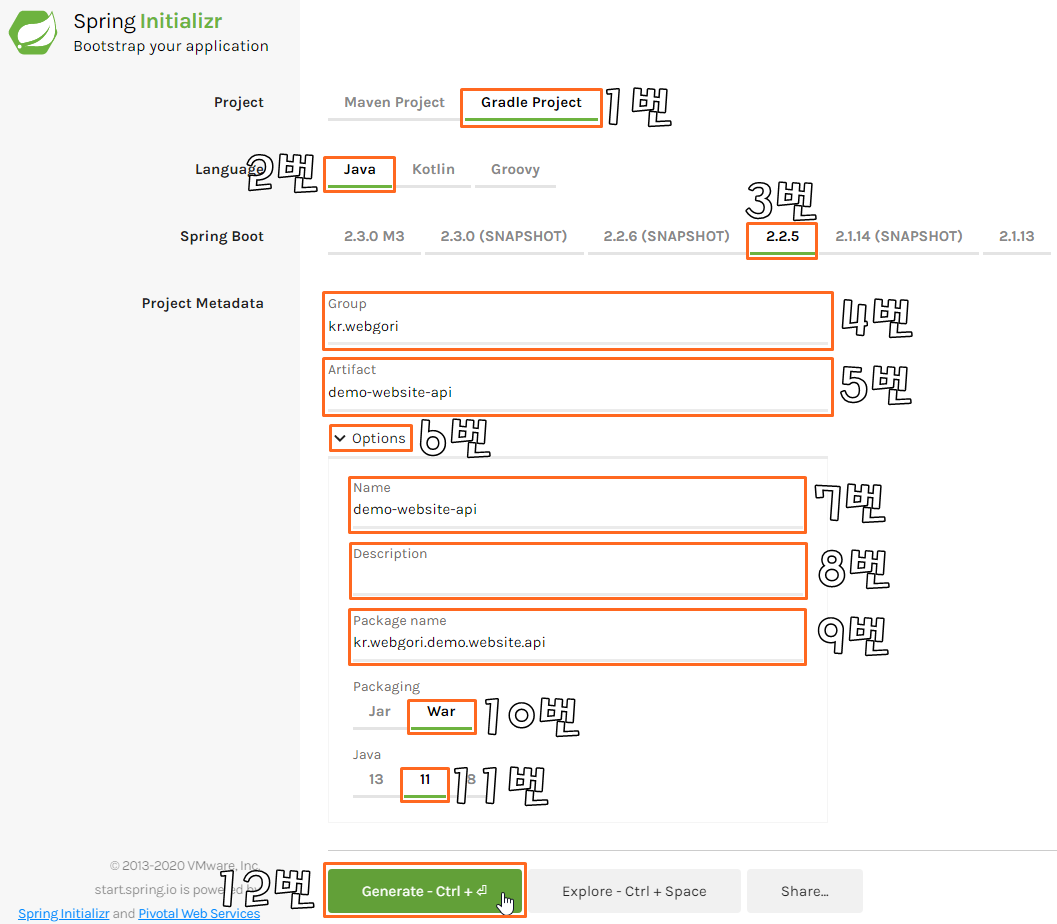 Spring Initializr
Bootstrap your application
Project
Maven Project Gradle Project 1번
Language 2번 Java Kotlin Groovy
3번
Spring Boot 2.3.0 M3 2.3.0 (SNAPSHOT) 2.2.6 (SNAPSHOT) 2.2.5 2.1.14 (SNAPSHOT) 2.1.13
Project Metadata
Group
kr.webgori
4번
Artifact
demo-website-api
5번
Options 6번
Name
demo-website-api
7번
Description
8번
Package name
kr.webgori.demo.website.api
9번
Packaging
Jar War 10번
Java
13 11 8 11번
© 2013-2020 VMware, Inc.
start.spring.io is powered by
Spring Initializr and Pivotal Web Services
12번
Generate - Ctrl + ⏎ Explore - Ctrl + Space Share...